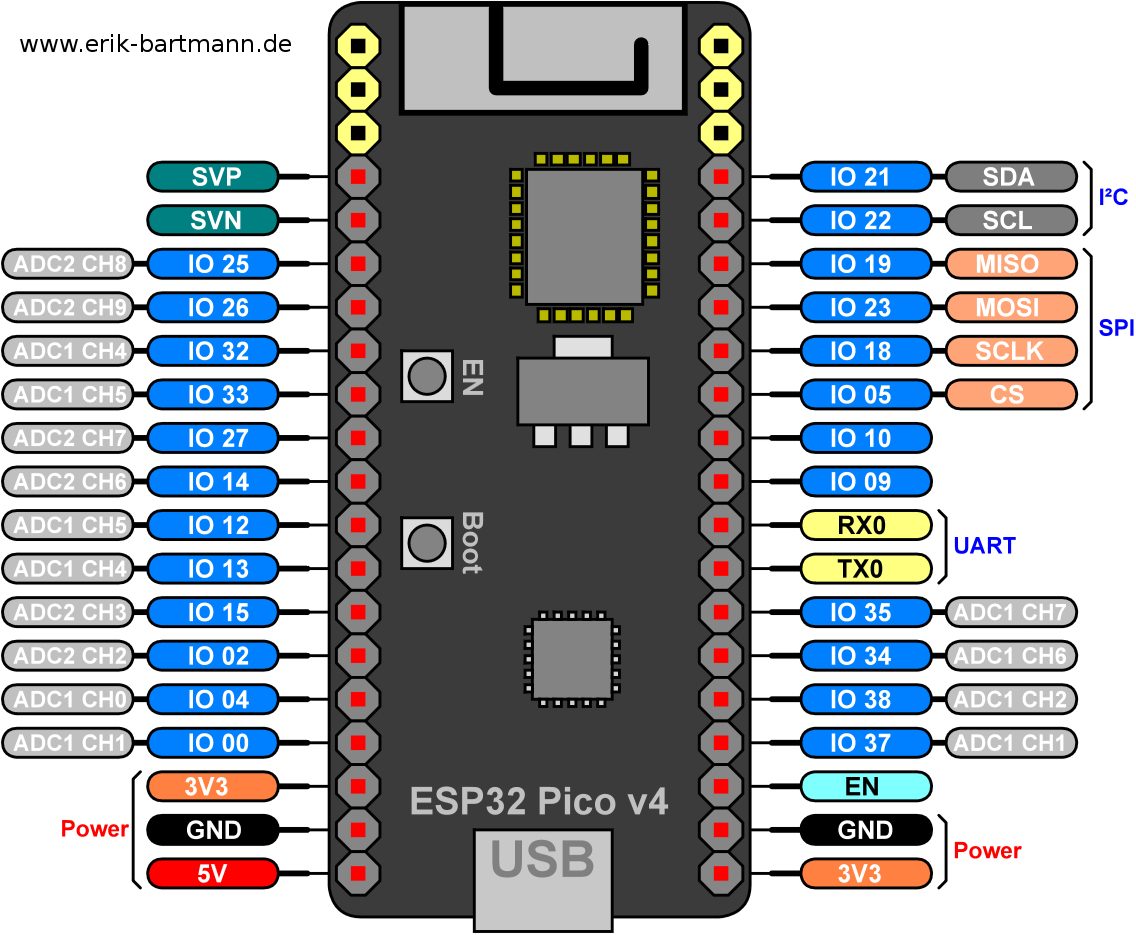 www.erik-bartmann.de
SVP IO 21 SDA
I²C
SVN IO 22 SCL
ADC2 CH8 IO 25 IO 19 MISO
ADC2 CH9 IO 26 IO 23 MOSI
SPI
ADC1 CH4 IO 32 IO 18 SCLK
ADC1 CH5 IO 33 EN IO 05 CS
ADC2 CH7 IO 27 IO 10
ADC2 CH6 IO 14 IO 09
ADC1 CH5 IO 12 Boot RX0
UART
ADC1 CH4 IO 13 TX0
ADC2 CH3 IO 15 IO 35 ADC1 CH7
ADC2 CH2 IO 02 IO 34 ADC1 CH6
ADC1 CH0 IO 04 IO 38 ADC1 CH2
ADC1 CH1 IO 00 IO 37 ADC1 CH1
3V3 ESP32 Pico v4 EN
Power GND GND
Power
5V USB 3V3